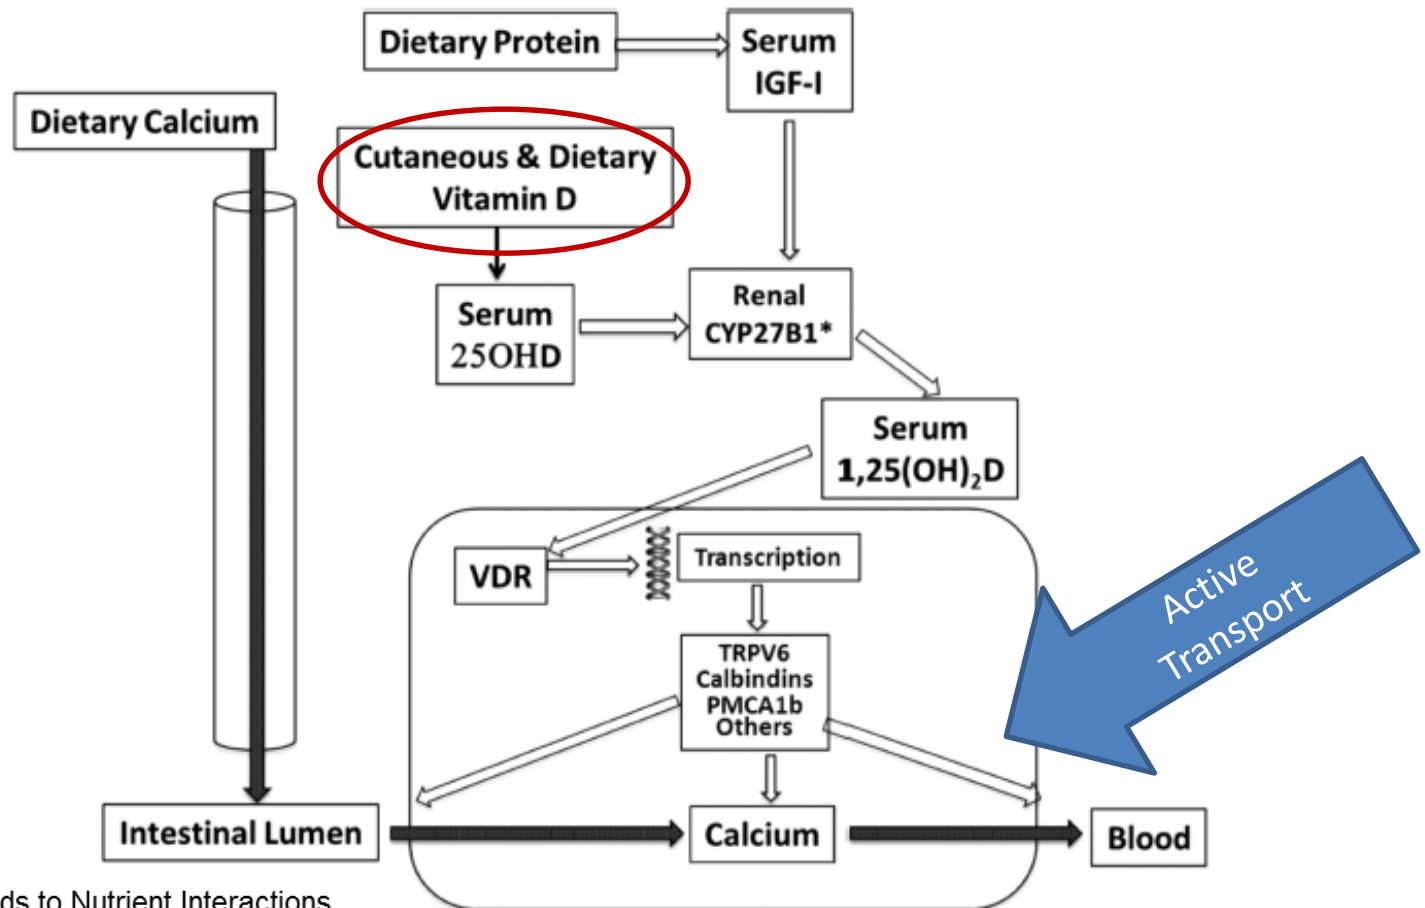 Dietary Protein
Serum
IGF-I
Dietary Calcium
Cutaneous & Dietary
Vitamin D
Serum
25OHD
Renal
CYP27B1*
Serum
1,25(OH)₂D
VDR
Transcription
Active
Transport
TRPV6
Calbindins
PMCA1b
Others
Intestinal Lumen
Calcium
Blood
to Nutrient Interactions